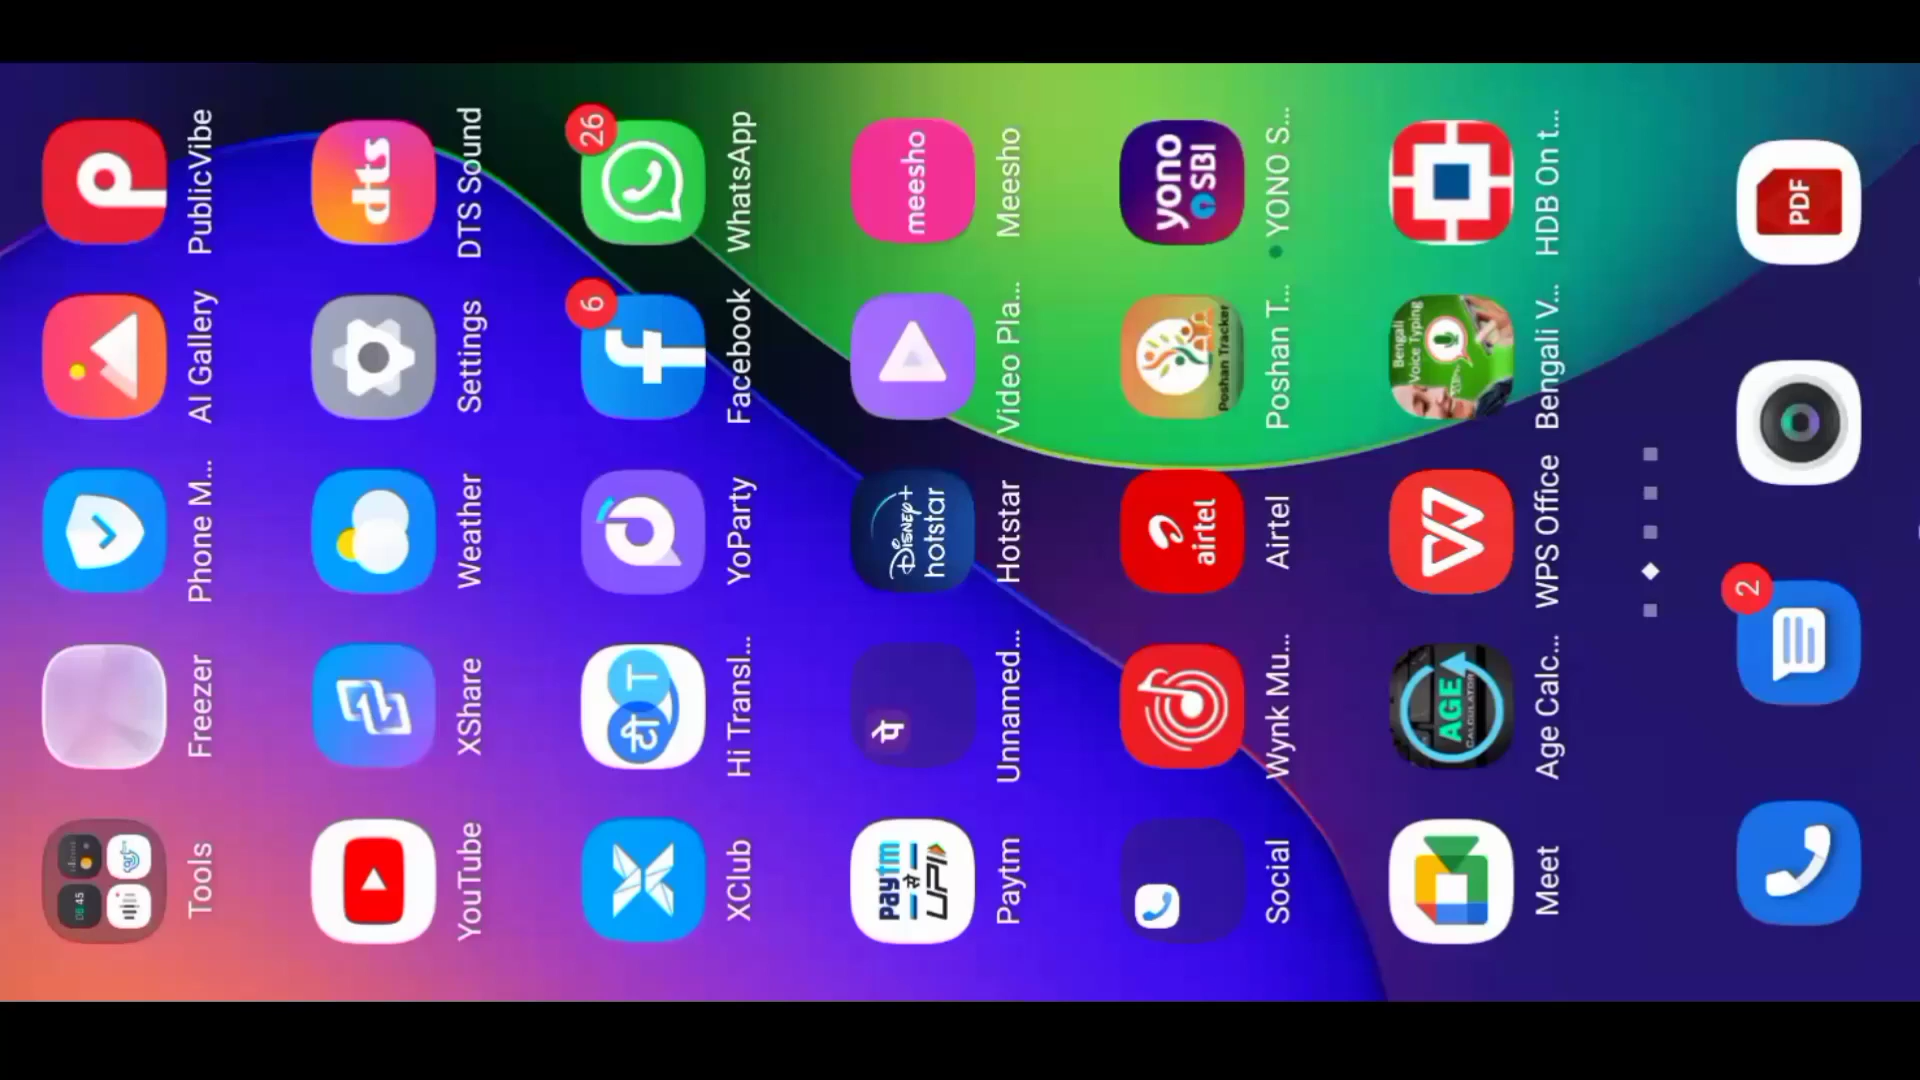 06:45
Tools
Freezer
Phone M...
AI Gallery
PublicVibe
dts
YouTube
XShare
Weather
Settings
DTS Sound
टी T
6
26
XClub
Hi Transl...
YoParty
Facebook
WhatsApp
paytm
से
UPI
पे
Disney+
hotstar
meesho
Paytm
Unnamed...
Hotstar
Video Pla...
Meesho
airtel
Poshan Tracker
yono
SBI
Social
Wynk Mu...
Airtel
Poshan T...
YONO S...
AGE
CALCULATOR
Bengali
Voice Typing
Meet
Age Calc...
WPS Office
Bengali V...
HDB On t...
2
PDF